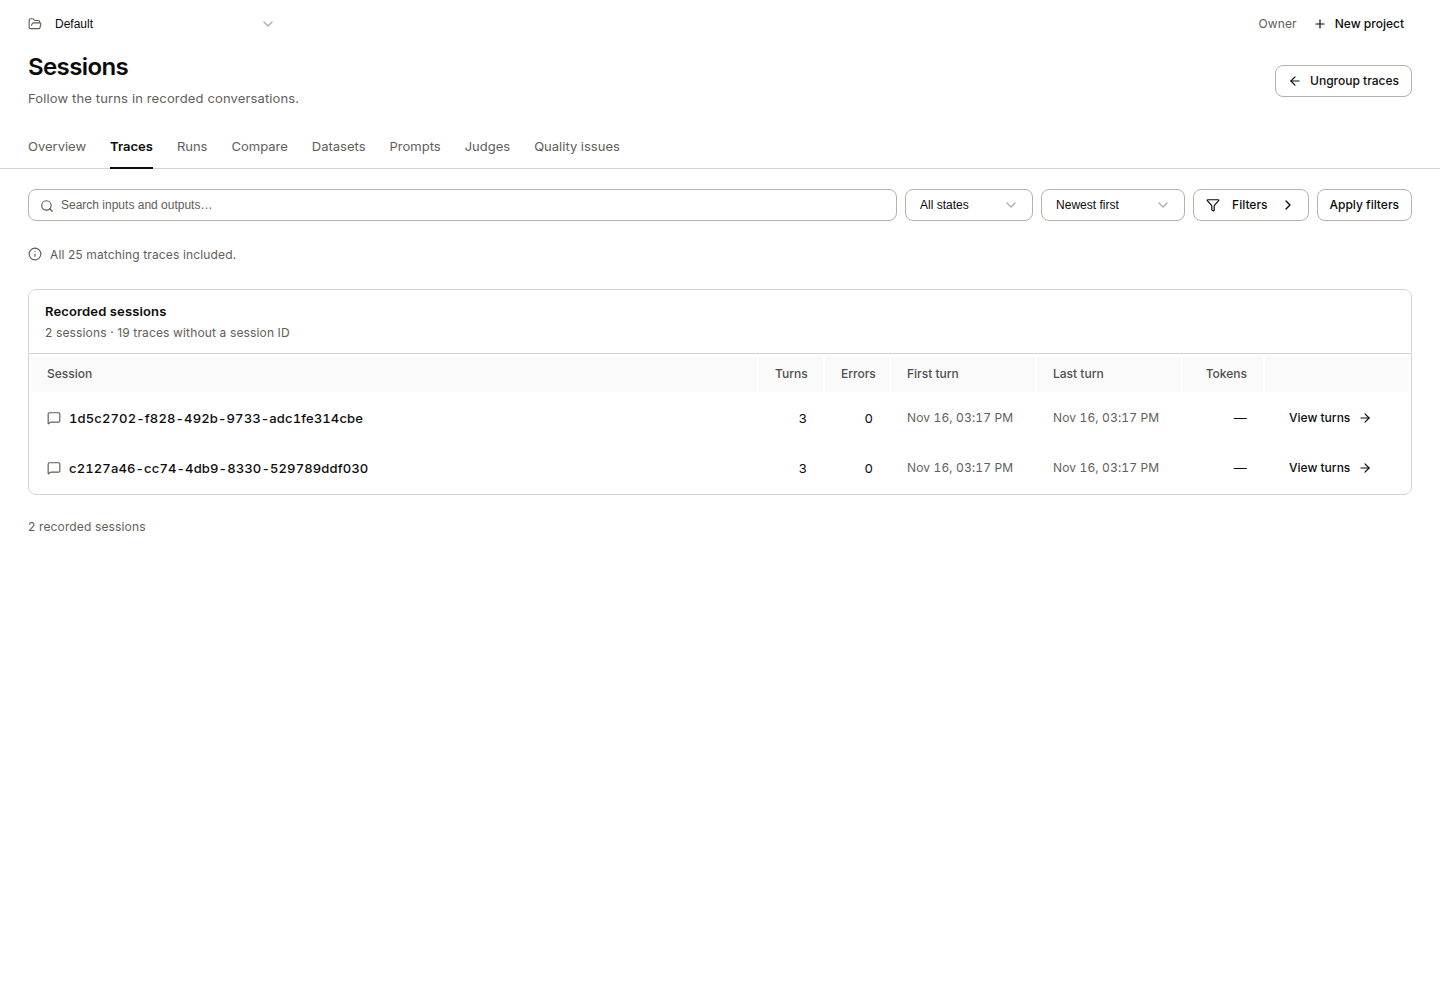 Default
Owner
New project
Sessions
Follow the turns in recorded conversations.
Ungroup traces
Overview Traces Runs Compare Datasets Prompts Judges Quality issues
Search inputs and outputs…
All states
Newest first
Filters
Apply filters
All 25 matching traces included.
Recorded sessions
2 sessions · 19 traces without a session ID
Session Turns Errors First turn Last turn Tokens
1d5c2702-f828-492b-9733-adc1fe314cbe 3 0 Nov 16, 03:17 PM Nov 16, 03:17 PM — View turns
c2127a46-cc74-4db9-8330-529789ddf030 3 0 Nov 16, 03:17 PM Nov 16, 03:17 PM — View turns
2 recorded sessions